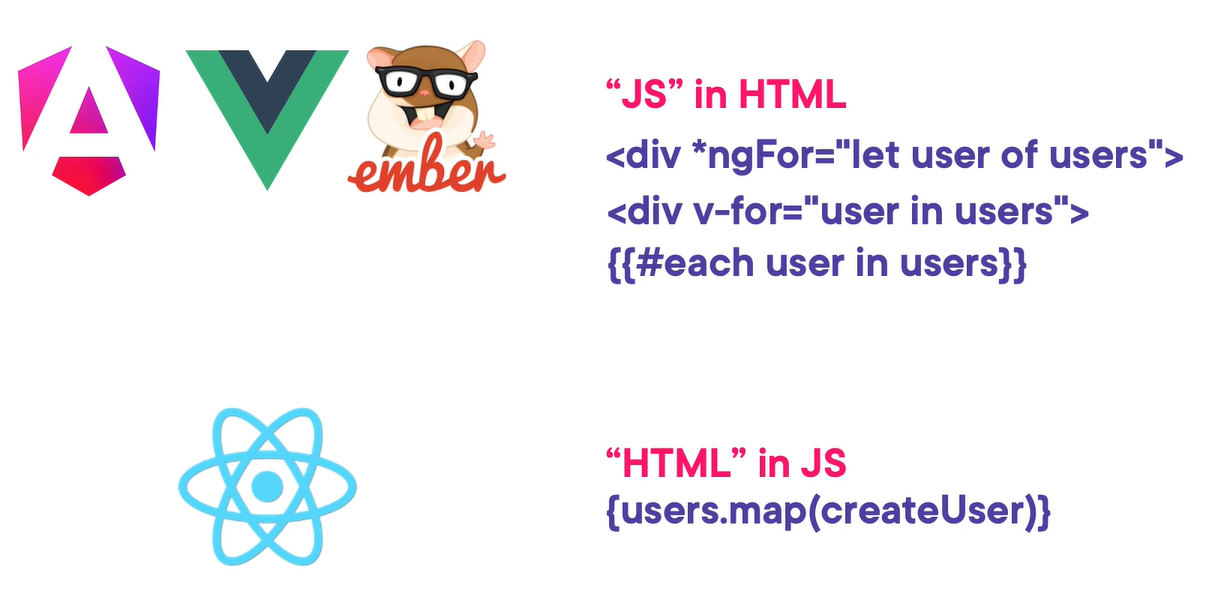 ember
“JS” in HTML
<div *ngFor="let user of users">
<div v-for="user in users">
{{#each user in users}}
“HTML” in JS
{users.map(createUser)}